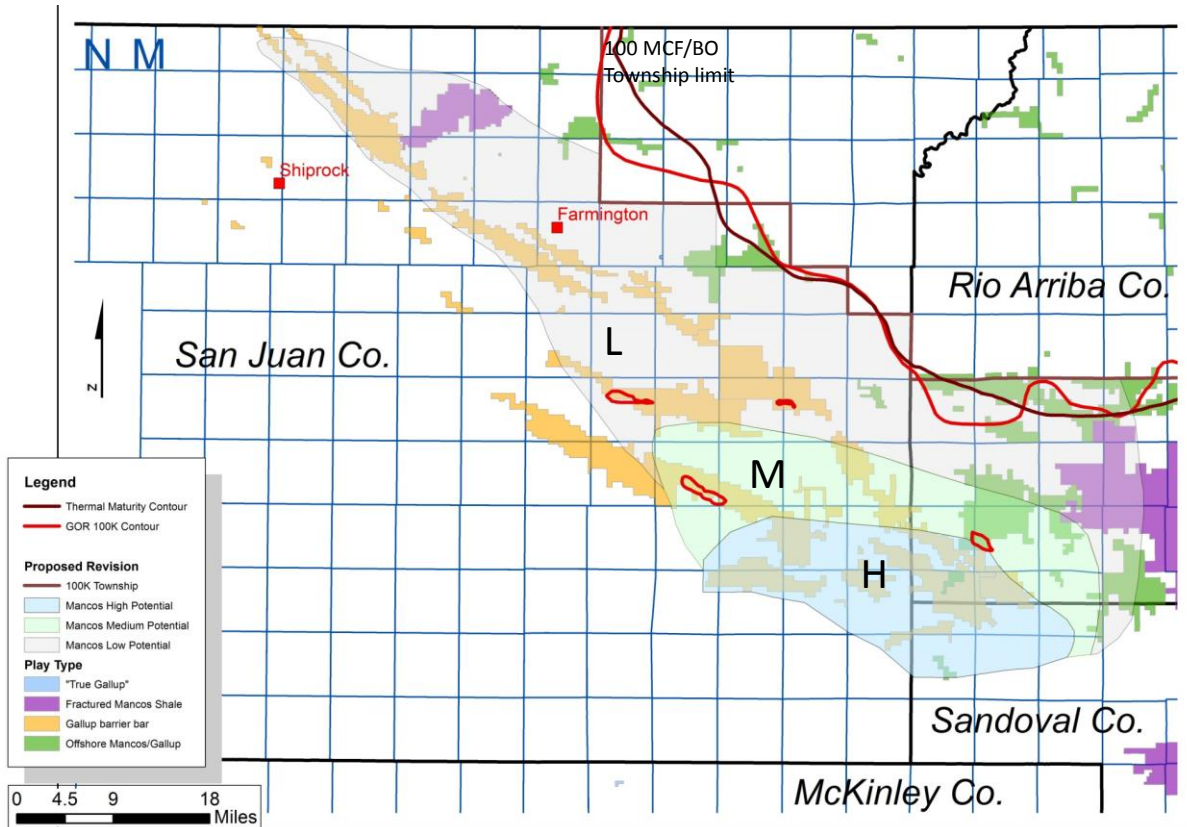 N M
100 MCF/BO
Township limit
Shiprock
Farmington
Rio Arriba Co.
San Juan Co.
L
z
M
H
Legend
Thermal Maturity Contour
GOR 100K Contour
Proposed Revision
100K Township
Mancos High Potential
Mancos Medium Potential
Mancos Low Potential
Play Type
"True Gallup"
Fractured Mancos Shale
Gallup barrier bar
Offshore Mancos/Gallup
Sandoval Co.
McKinley Co.
0 4.5 9 18
Miles